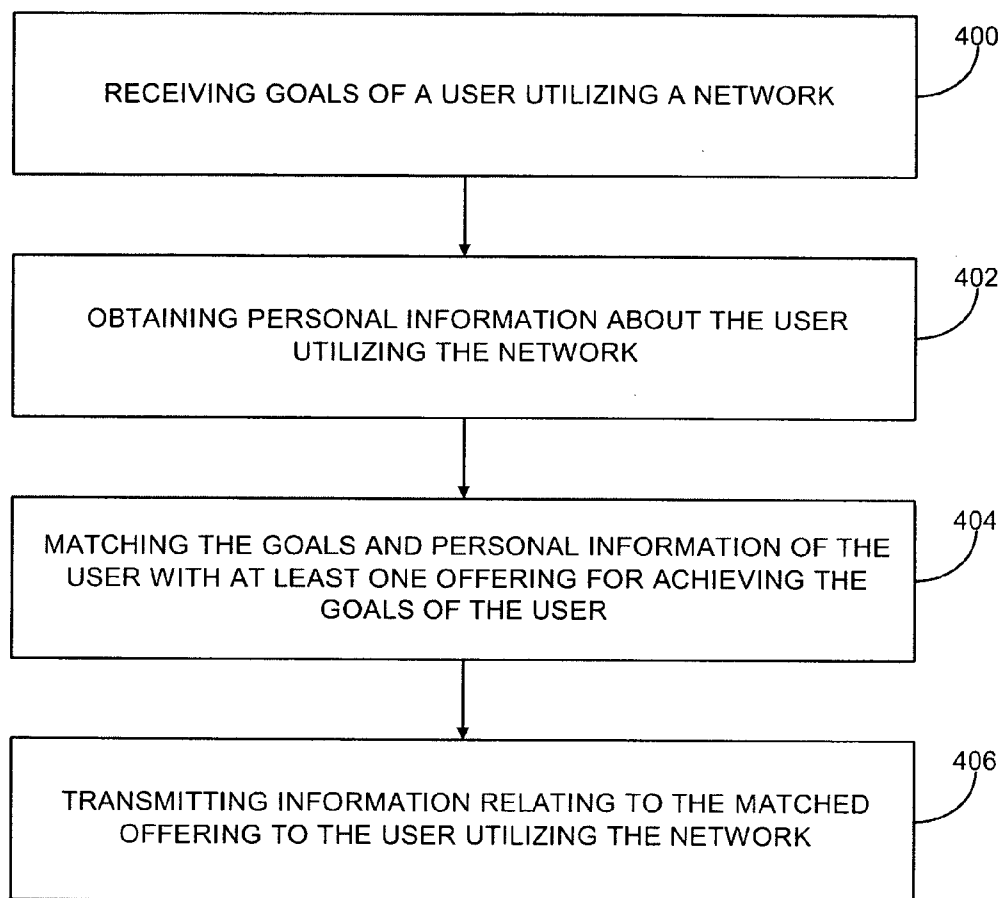 400
RECEIVING GOALS OF A USER UTILIZING A NETWORK
402
OBTAINING PERSONAL INFORMATION ABOUT THE USER
UTILIZING THE NETWORK
404
MATCHING THE GOALS AND PERSONAL INFORMATION OF THE
USER WITH AT LEAST ONE OFFERING FOR ACHIEVING THE
GOALS OF THE USER
406
TRANSMITTING INFORMATION RELATING TO THE MATCHED
OFFERING TO THE USER UTILIZING THE NETWORK